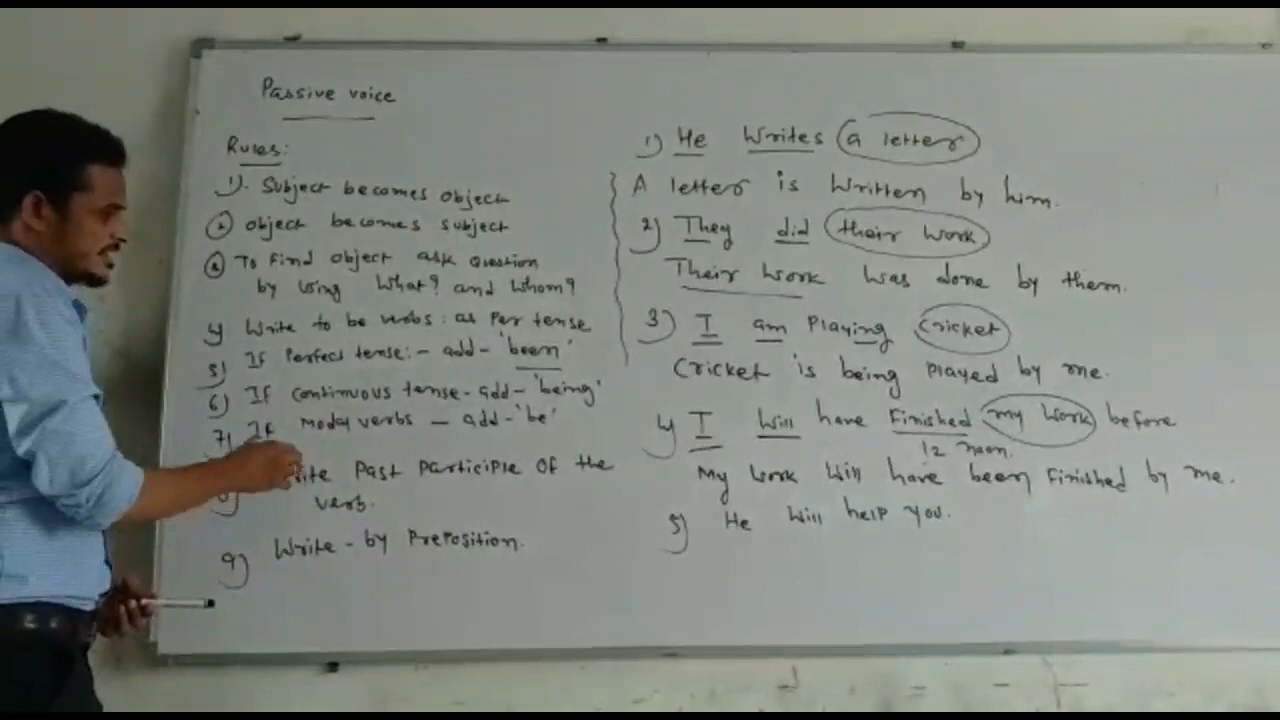 Passive voice
Rules:
1). Subject becomes object
2) object becomes subject
To find object ask question
by using What? and whom?
4) Write to be verbs: as per tense
5) If Perfect tense:- add - 'been'
6) If continuous tense - add - 'being'
7) If modal verbs - add - 'be'
Past Participle of the
verb.
9) Write - by Preposition.
1) He Writes a letter
A letter is Written by him.
2) They did their work
Their work was done by them.
3) I am Playing cricket
Cricket is being played by me.
4) I Will have Finished my work before
12 noon.
My work Will have been Finished by me.
5) He Will help you.